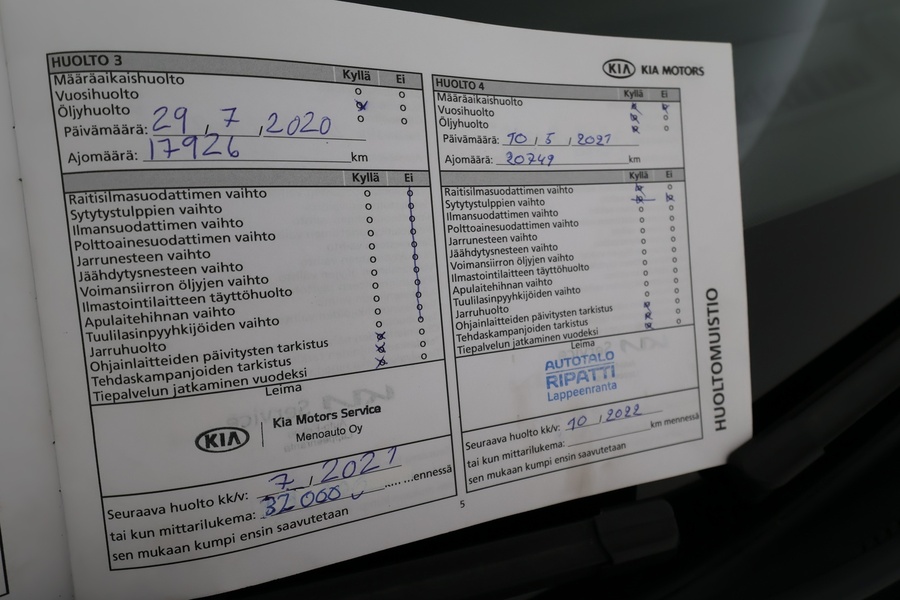 HUOLTO 3
Kyllä Ei
Määräaikaishuolto
Vuosihuolto
Öljyhuolto
Päivämäärä: 29 , 7 , 2020
Ajomäärä: 17926 km
Kyllä Ei
Raitisilmasuodattimen vaihto
Sytytystulppien vaihto
Ilmansuodattimen vaihto
Polttoainesuodattimen vaihto
Jarrunesteen vaihto
Jäähdytysnesteen vaihto
Voimansiirron öljyjen vaihto
Ilmastointilaitteen täyttöhuolto
Apulaitehihnan vaihto
Tuulilasinpyyhkijöiden vaihto
Jarruhuolto
Ohjainlaitteiden päivitysten tarkistus
Tehdaskampanjoiden tarkistus
Tiepalvelun jatkaminen vuodeksi
Leima
KIA Kia Motors Service
Menoauto Oy
Seuraava huolto kk/v: 7 , 2021
tai kun mittarilukema: 32000 ......ennessä
sen mukaan kumpi ensin saavutetaan
KIA KIA MOTORS
HUOLTO 4
Kyllä Ei
Määräaikaishuolto
Vuosihuolto
Öljyhuolto
Päivämäärä: 10 , 5 , 2021
Ajomäärä: 20749 km
Kyllä Ei
Raitisilmasuodattimen vaihto
Sytytystulppien vaihto
Ilmansuodattimen vaihto
Polttoainesuodattimen vaihto
Jarrunesteen vaihto
Jäähdytysnesteen vaihto
Voimansiirron öljyjen vaihto
Ilmastointilaitteen täyttöhuolto
Apulaitehihnan vaihto
Tuulilasinpyyhkijöiden vaihto
Jarruhuolto
Ohjainlaitteiden päivitysten tarkistus
Tehdaskampanjoiden tarkistus
Tiepalvelun jatkaminen vuodeksi
Leima
AUTOTALO
RIPATTI
Lappeenranta
Seuraava huolto kk/v: 10 , 2022
tai kun mittarilukema: km mennessä
sen mukaan kumpi ensin saavutetaan
5
HUOLTOMUISTIO